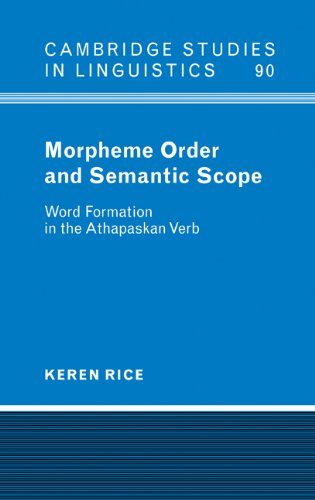 CAMBRIDGE STUDIES
IN LINGUISTICS 90
Morpheme Order
and Semantic Scope
Word Formation
in the Athapaskan Verb
KEREN RICE